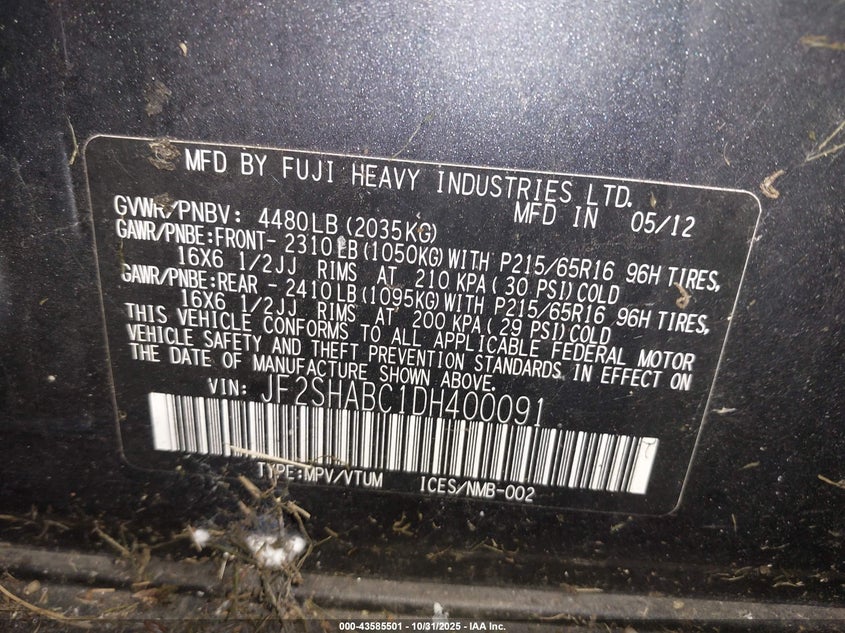 MFD BY FUJI HEAVY INDUSTRIES LTD.
MFD IN 05/12
GVWR/PNBV: 4480LB(2035KG)
GAWR/PNBE:FRONT- 2310LB(1050KG)WITH P215/65R16 96H TIRES,
16X6 1/2JJ RIMS AT 210 KPA( 30 PSI)COLD
GAWR/PNBE:REAR - 2410LB(1095KG)WITH P215/65R16 96H TIRES,
16X6 1/2JJ RIMS AT 200 KPA( 29 PSI)COLD
THIS VEHICLE CONFORMS TO ALL APPLICABLE FEDERAL MOTOR
VEHICLE SAFETY AND THEFT PREVENTION STANDARDS IN EFFECT ON
THE DATE OF MANUFACTURE SHOWN ABOVE.
VIN: JF2SHABC1DH400091
TYPE:MPV/VTUM ICES/NMB-002
000-43585501 - 10/31/2025 - IAA Inc.